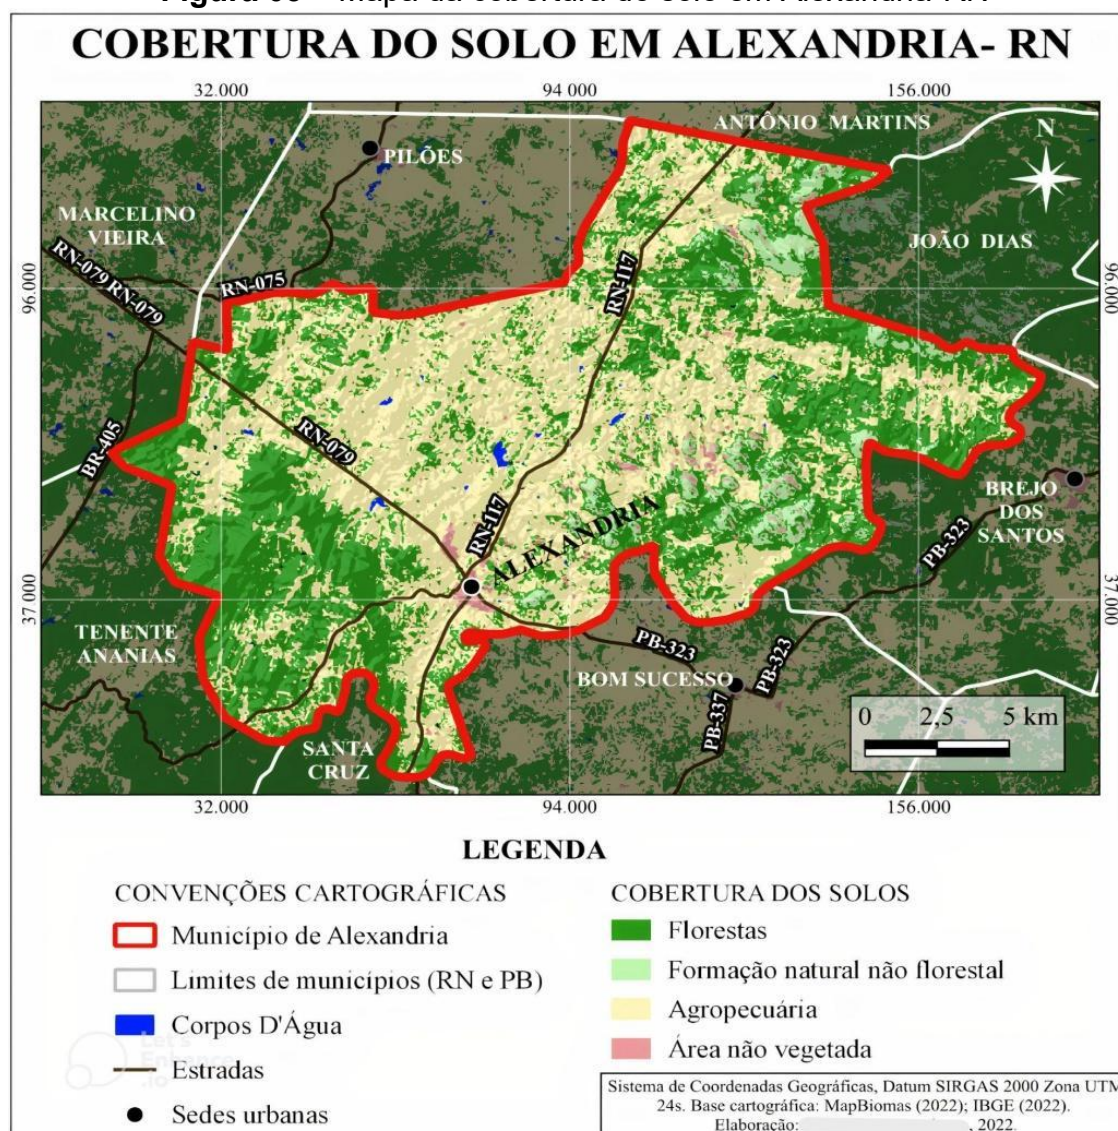 COBERTURA DO SOLO EM ALEXANDRIA- RN
32.000
94.000
156.000
ANTÔNIO MARTINS
N
PILÕES
MARCELINO
VIEIRA
JOÃO DIAS
RN-079
RN-079
RN-075
RN-117
96.000
96.000
BR-405
RN-079
RN-117
ALEXANDRIA
BREJO
DOS
SANTOS
PB-323
37.000
37.000
TENENTE
ANANIAS
PB-323
PB-323
BOM SUCESSO
PB-337
SANTA
CRUZ
0 2,5 5 km
32.000
94.000
156.000
LEGENDA
CONVENÇÕES CARTOGRÁFICAS
Município de Alexandria
Limites de municípios (RN e PB)
Corpos D'Água
Estradas
Sedes urbanas
COBERTURA DOS SOLOS
Florestas
Formação natural não florestal
Agropecuária
Área não vegetada
Let's
Enhance
.io
Sistema de Coordenadas Geográficas, Datum SIRGAS 2000 Zona UTM
24s. Base cartográfica: MapBiomas (2022); IBGE (2022).
Elaboração: , 2022.